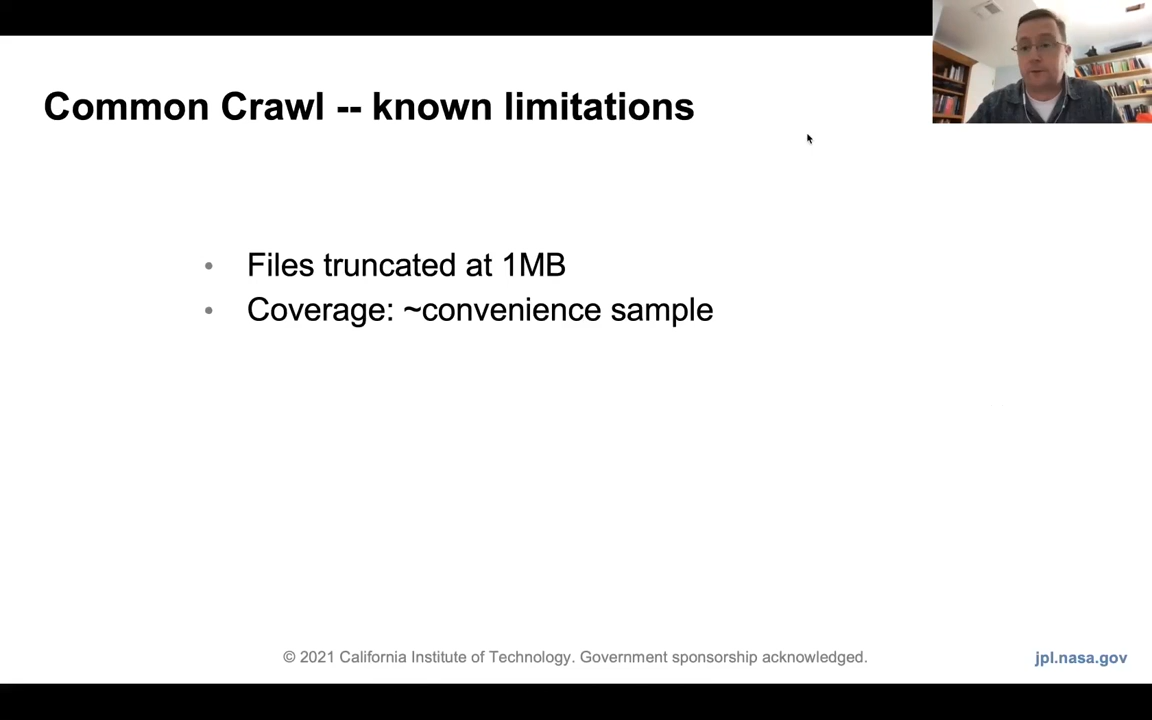 Common Crawl -- known limitations
• Files truncated at 1MB
• Coverage: ~convenience sample
© 2021 California Institute of Technology. Government sponsorship acknowledged.
jpl.nasa.gov